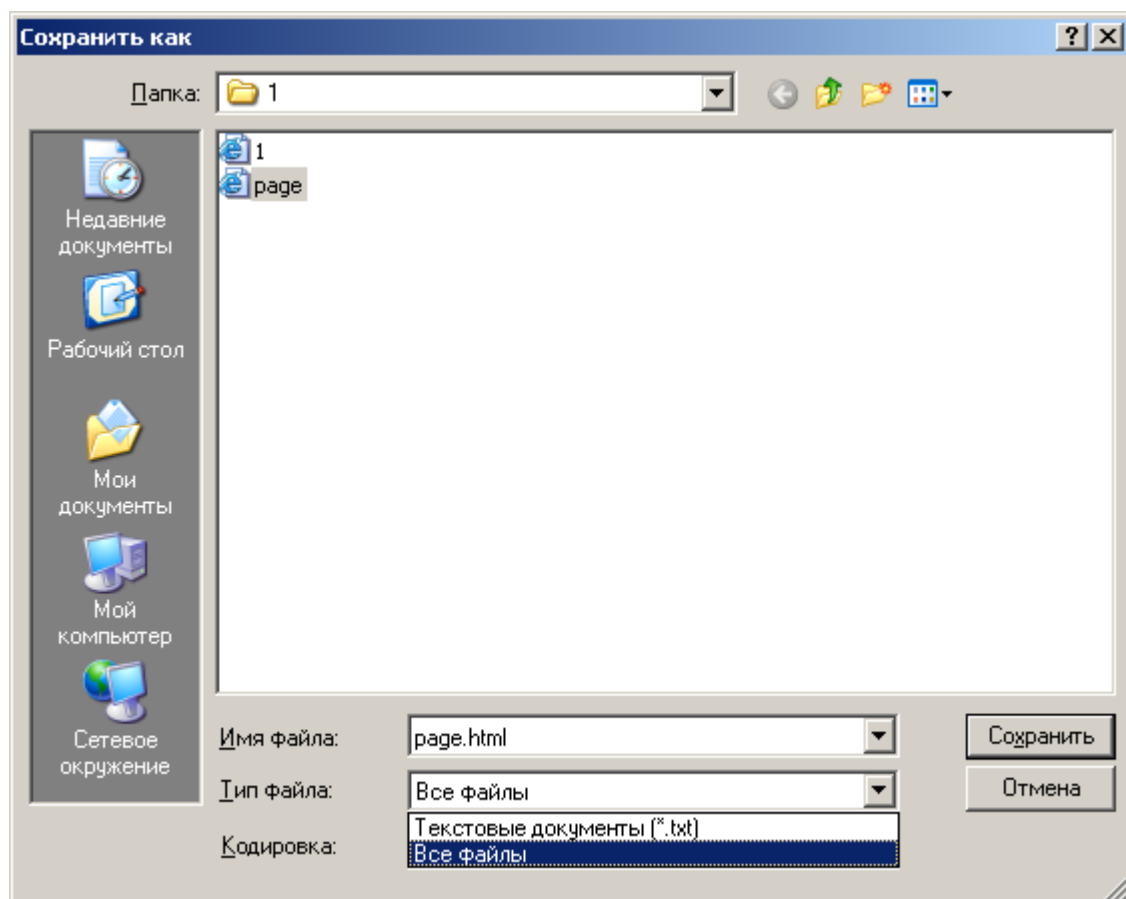 Сохранить как
Папка:
1
1
page
Недавние
документы
Рабочий стол
Мои
документы
Мой
компьютер
Сетевое
окружение
Имя файла:
page.html
Сохранить
Тип файла:
Все файлы
Отмена
Текстовые документы (*.txt)
Кодировка:
Все файлы